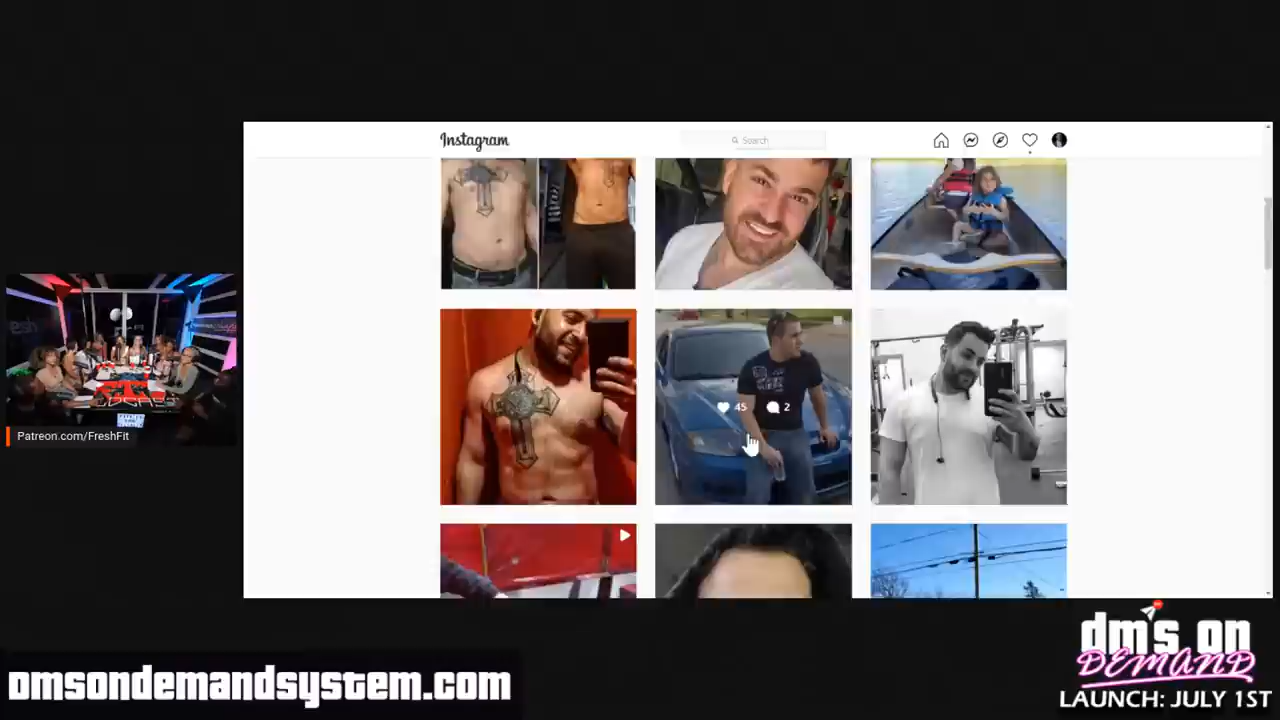 Instagram
Search
45
2
Patreon.com/FreshFit
dmsondemandsystem.com
dm's on
DEMAND
LAUNCH: JULY 1ST